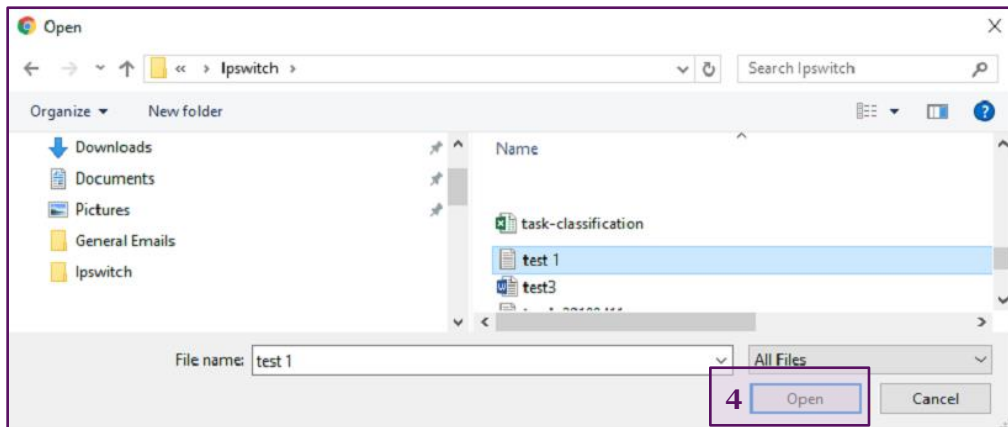 Open
« > Ipswitch >
Search Ipswitch
Organize
New folder
Downloads
Documents
Pictures
General Emails
Ipswitch
Name
task-classification
test 1
test3
File name: test 1
All Files
4 Open
Cancel